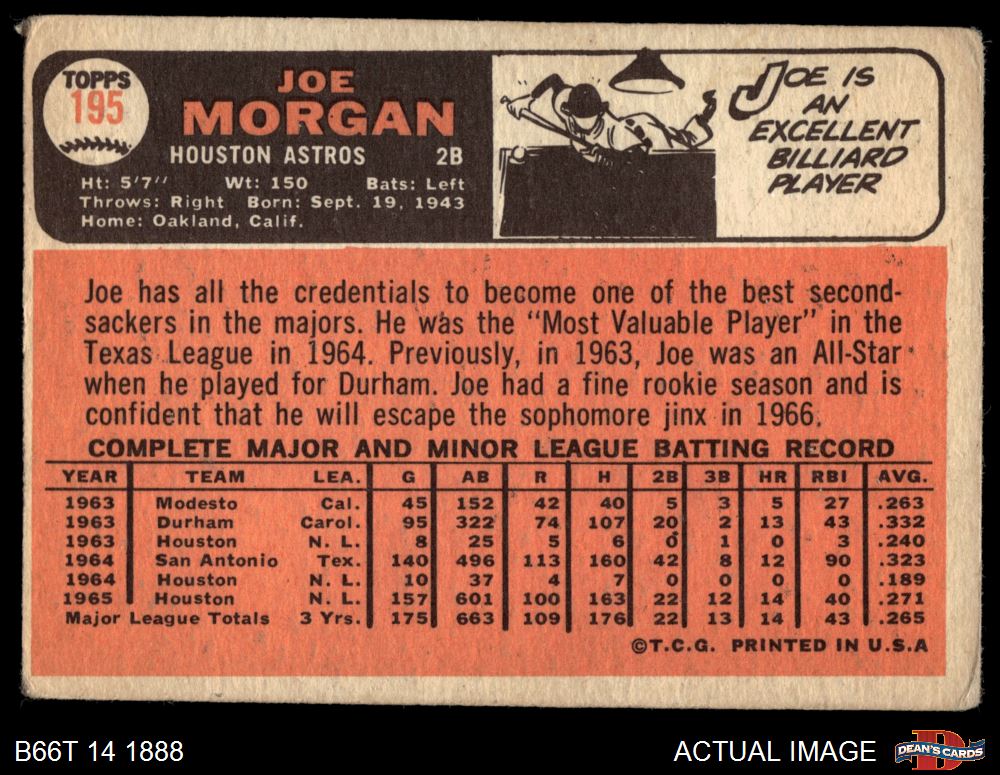 TOPPS
195
JOE
MORGAN
HOUSTON ASTROS 2B
Ht: 5'7" Wt: 150 Bats: Left
Throws: Right Born: Sept. 19, 1943
Home: Oakland, Calif.
JOE IS
AN
EXCELLENT
BILLIARD
PLAYER
Joe has all the credentials to become one of the best second-
sackers in the majors. He was the "Most Valuable Player" in the
Texas League in 1964. Previously, in 1963, Joe was an All-Star
when he played for Durham. Joe had a fine rookie season and is
confident that he will escape the sophomore jinx in 1966.
COMPLETE MAJOR AND MINOR LEAGUE BATTING RECORD
YEAR TEAM LEA. G AB R H 2B 3B HR RBI AVG.
1963 Modesto Cal. 45 152 42 40 5 3 5 27 .263
1963 Durham Carol. 95 322 74 107 20 2 13 43 .332
1963 Houston N. L. 8 25 5 6 0 1 0 3 .240
1964 San Antonio Tex. 140 496 113 160 42 8 12 90 .323
1964 Houston N. L. 10 37 4 7 0 0 0 0 .189
1965 Houston N. L. 157 601 100 163 22 12 14 40 .271
Major League Totals 3 Yrs. 175 663 109 176 22 13 14 43 .265
©T.C.G. PRINTED IN U.S.A
B66T 14 1888
ACTUAL IMAGE
DEAN'S CARDS